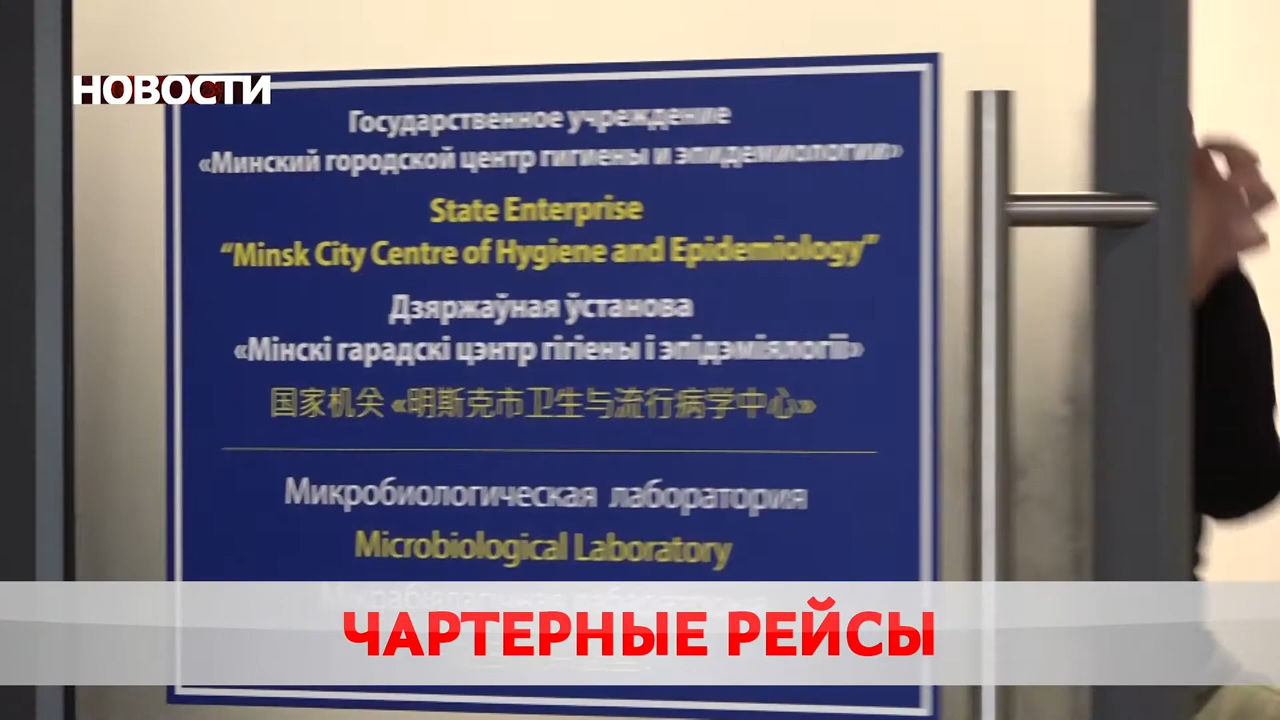 НОВОСТИ
Государственное учреждение
«Минский городской центр гигиены и эпидемиологии»
State Enterprise
“Minsk City Centre of Hygiene and Epidemiology”
Дзяржаўная ўстанова
«Мінскі гарадскі цэнтр гігіены і эпідэміялогіі»
国家机关 «明斯克市卫生与流行病学中心»
Микробиологическая лаборатория
Microbiological Laboratory
ЧАРТЕРНЫЕ РЕЙСЫ